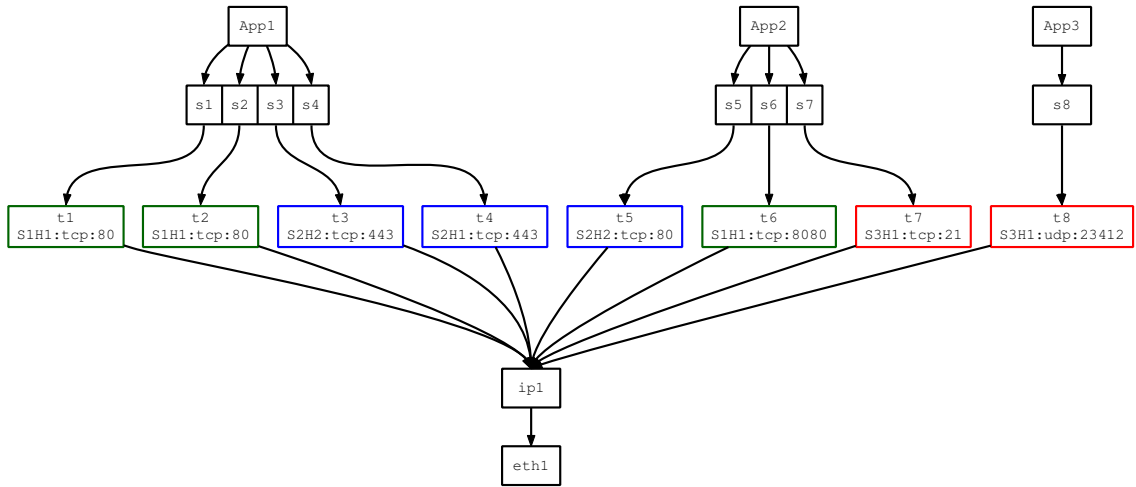 App1
App2
App3
s1 s2 s3 s4
s5 s6 s7
s8
t1
S1H1:tcp:80
t2
S1H1:tcp:80
t3
S2H2:tcp:443
t4
S2H1:tcp:443
t5
S2H2:tcp:80
t6
S1H1:tcp:8080
t7
S3H1:tcp:21
t8
S3H1:udp:23412
ip1
eth1